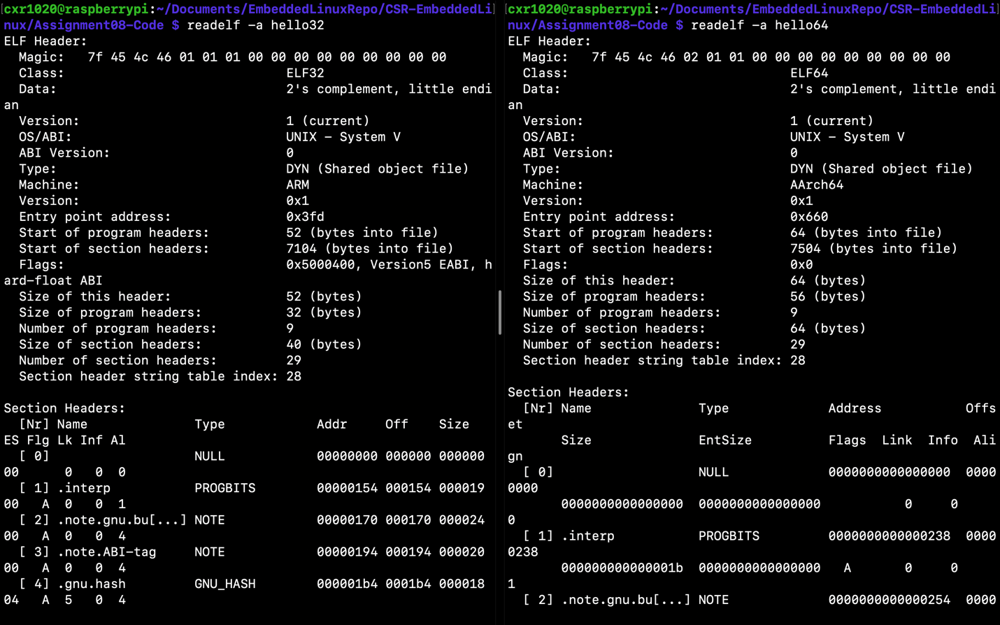 cxr1020@raspberrypi:~/Documents/EmbeddedLinuxRepo/CSR-EmbeddedLi
nux/Assignment08-Code $ readelf -a hello32
ELF Header:
  Magic:   7f 45 4c 46 01 01 01 00 00 00 00 00 00 00 00 00
  Class:                             ELF32
  Data:                              2's complement, little endi
an
  Version:                           1 (current)
  OS/ABI:                            UNIX - System V
  ABI Version:                       0
  Type:                              DYN (Shared object file)
  Machine:                           ARM
  Version:                           0x1
  Entry point address:               0x3fd
  Start of program headers:          52 (bytes into file)
  Start of section headers:          7104 (bytes into file)
  Flags:                             0x5000400, Version5 EABI, h
ard-float ABI
  Size of this header:               52 (bytes)
  Size of program headers:           32 (bytes)
  Number of program headers:         9
  Size of section headers:           40 (bytes)
  Number of section headers:         29
  Section header string table index: 28

Section Headers:
  [Nr] Name              Type            Addr     Off    Size
ES Flg Lk Inf Al
  [ 0]                   NULL            00000000 000000 000000
00      0   0  0
  [ 1] .interp           PROGBITS        00000154 000154 000019
00   A  0   0  1
  [ 2] .note.gnu.bu[...] NOTE            00000170 000170 000024
00   A  0   0  4
  [ 3] .note.ABI-tag     NOTE            00000194 000194 000020
00   A  0   0  4
  [ 4] .gnu.hash         GNU_HASH        000001b4 0001b4 000018
04   A  5   0  4
cxr1020@raspberrypi:~/Documents/EmbeddedLinuxRepo/CSR-EmbeddedLi
nux/Assignment08-Code $ readelf -a hello64
ELF Header:
  Magic:   7f 45 4c 46 02 01 01 00 00 00 00 00 00 00 00 00
  Class:                             ELF64
  Data:                              2's complement, little endi
an
  Version:                           1 (current)
  OS/ABI:                            UNIX - System V
  ABI Version:                       0
  Type:                              DYN (Shared object file)
  Machine:                           AArch64
  Version:                           0x1
  Entry point address:               0x660
  Start of program headers:          64 (bytes into file)
  Start of section headers:          7504 (bytes into file)
  Flags:                             0x0
  Size of this header:               64 (bytes)
  Size of program headers:           56 (bytes)
  Number of program headers:         9
  Size of section headers:           64 (bytes)
  Number of section headers:         29
  Section header string table index: 28

Section Headers:
  [Nr] Name              Type             Address           Offs
et
       Size              EntSize          Flags  Link  Info  Ali
gn
  [ 0]                   NULL             0000000000000000  0000
0000
       0000000000000000  0000000000000000           0     0
0
  [ 1] .interp           PROGBITS         0000000000000238  0000
0238
       000000000000001b  0000000000000000   A       0     0
1
  [ 2] .note.gnu.bu[...] NOTE             0000000000000254  0000